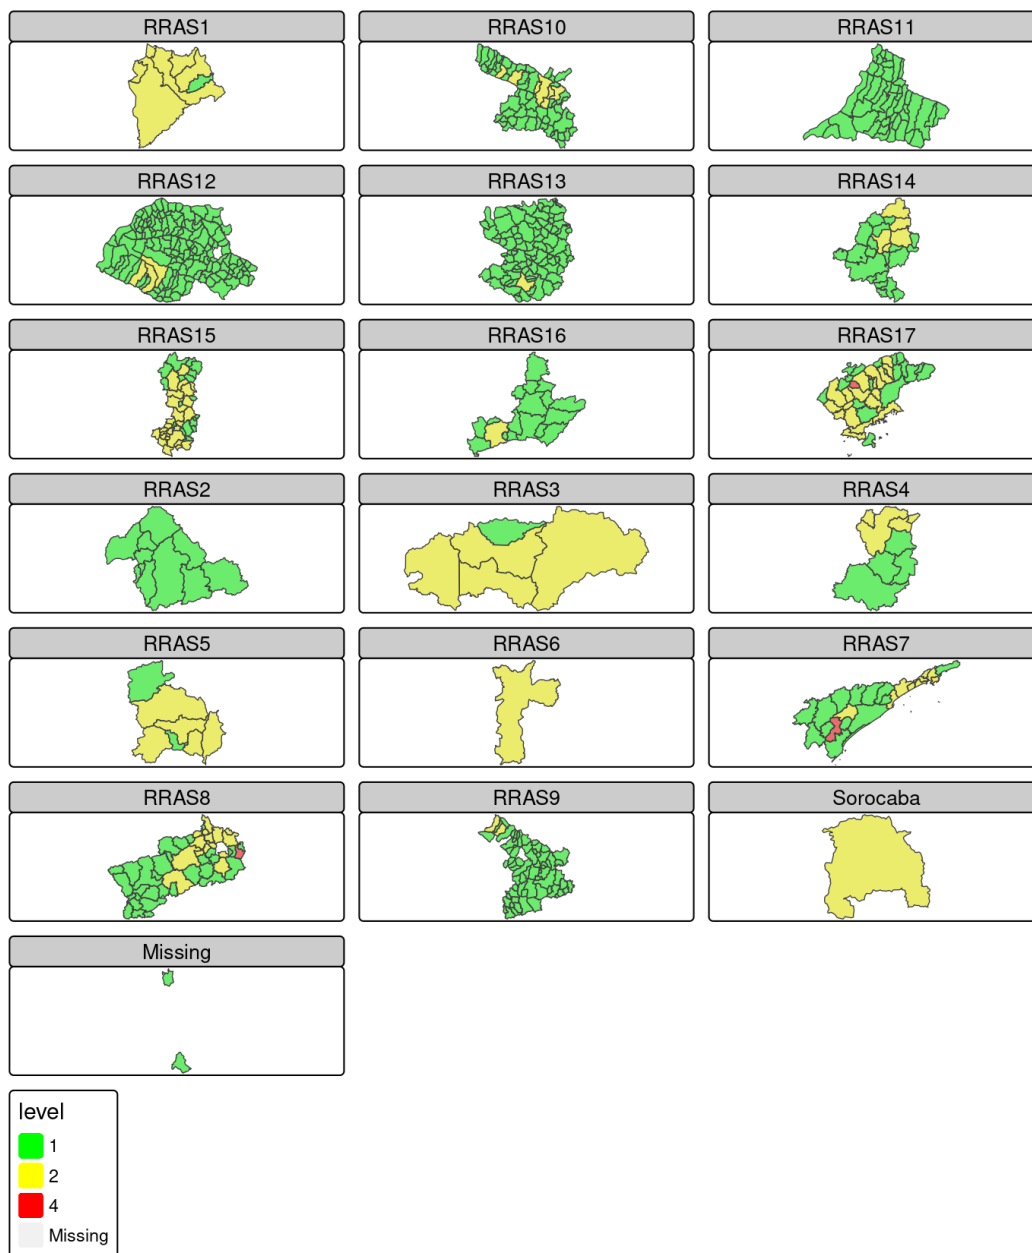 RRAS1
RRAS10
RRAS11
RRAS12
RRAS13
RRAS14
RRAS15
RRAS16
RRAS17
RRAS2
RRAS3
RRAS4
RRAS5
RRAS6
RRAS7
RRAS8
RRAS9
Sorocaba
Missing
level
1
2
4
Missing